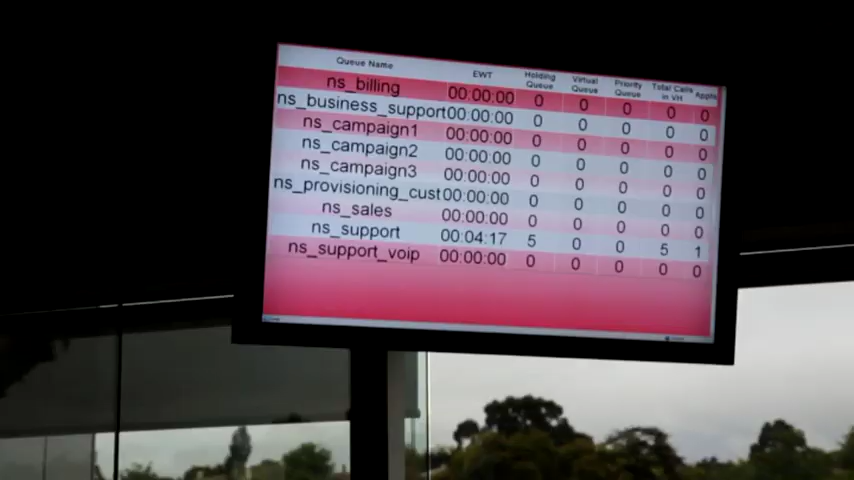 Queue Name EWT Holding Queue Virtual Queue Priority Queue Total Calls in VH Appts
ns_billing 00:00:00 0 0 0 0 0
ns_business_support 00:00:00 0 0 0 0 0
ns_campaign1 00:00:00 0 0 0 0 0
ns_campaign2 00:00:00 0 0 0 0 0
ns_campaign3 00:00:00 0 0 0 0 0
ns_provisioning_cust 00:00:00 0 0 0 0 0
ns_sales 00:00:00 0 0 0 0 0
ns_support 00:04:17 5 0 0 5 1
ns_support_voip 00:00:00 0 0 0 0 0